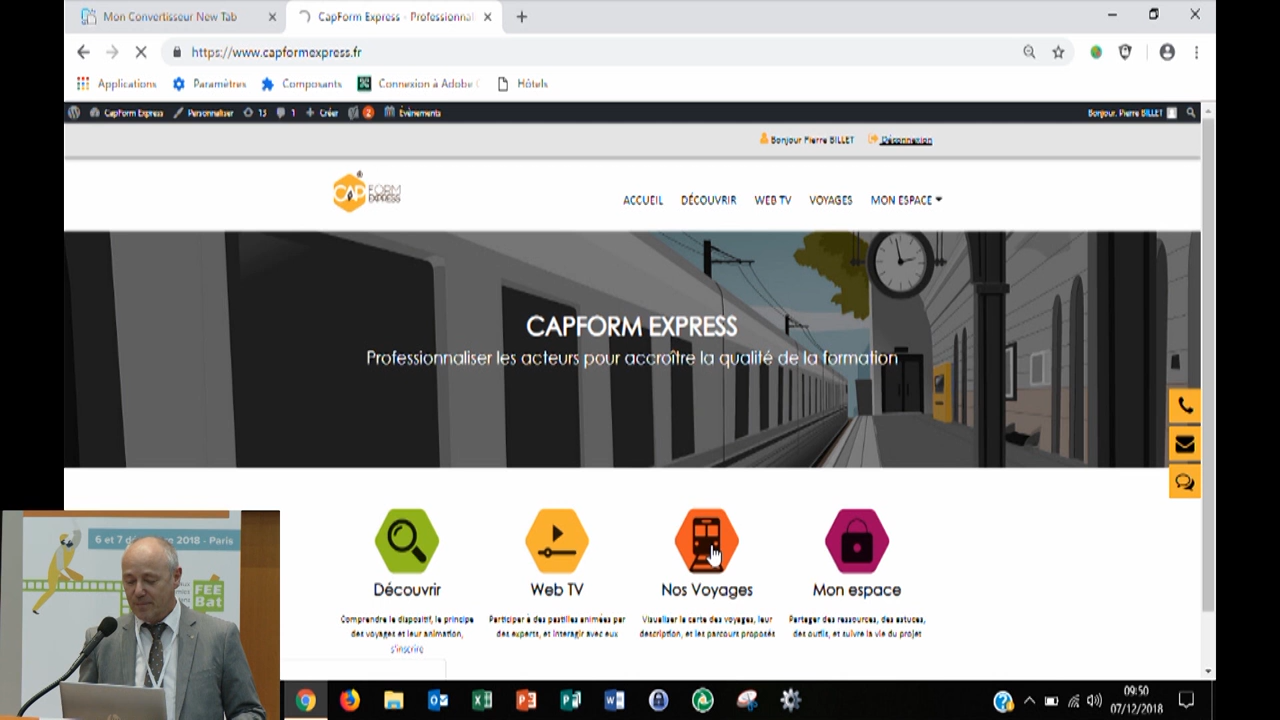 Mon Convertisseur New Tab
CapForm Express - Professionnal
https://www.capformexpress.fr
Applications Paramètres Composants Connexion à Adobe C Hôtels
CapForm Express Personnaliser 13 1 Créer 2 Évènements Bonjour, Pierre BILLET
Bonjour Pierre BILLET Déconnexion
CAP FORM EXPRESS
ACCUEIL DÉCOUVRIR WEB TV VOYAGES MON ESPACE
CAPFORM EXPRESS
Professionnaliser les acteurs pour accroître la qualité de la formation
Découvrir
Comprendre le dispositif, le principe
des voyages et leur animation,
s'inscrire
Web TV
Participer à des pastilles animées par
des experts, et interagir avec eux
Nos Voyages
Visualiser la carte des voyages, leur
description, et les parcours proposés
Mon espace
Partager des ressources, des astuces,
des outils, et suivre la vie du projet
2018 - Paris
FEE
Bat
09:50
07/12/2018